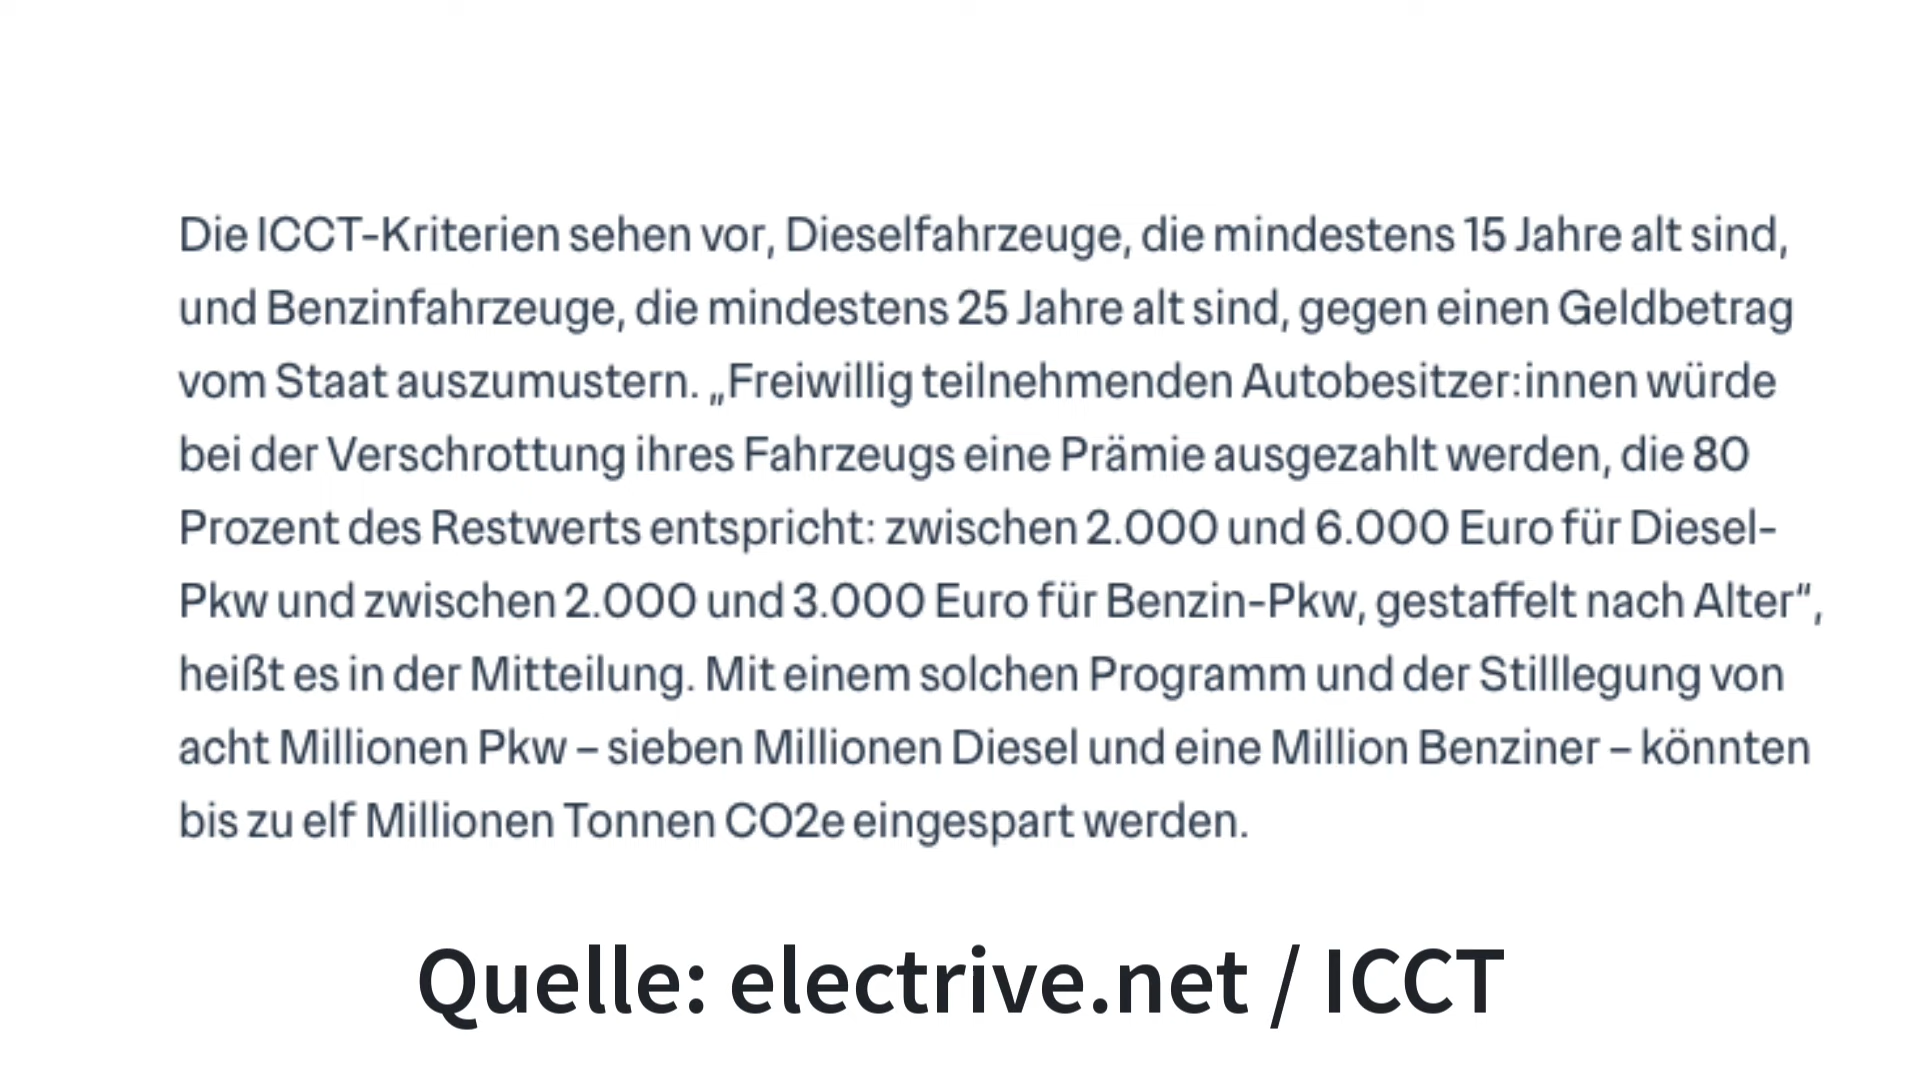 Die ICCT-Kriterien sehen vor, Dieselfahrzeuge, die mindestens 15 Jahre alt sind,
und Benzinfahrzeuge, die mindestens 25 Jahre alt sind, gegen einen Geldbetrag
vom Staat auszumustern. „Freiwillig teilnehmenden Autobesitzer:innen würde
bei der Verschrottung ihres Fahrzeugs eine Prämie ausgezahlt werden, die 80
Prozent des Restwerts entspricht: zwischen 2.000 und 6.000 Euro für Diesel-
Pkw und zwischen 2.000 und 3.000 Euro für Benzin-Pkw, gestaffelt nach Alter“,
heißt es in der Mitteilung. Mit einem solchen Programm und der Stilllegung von
acht Millionen Pkw – sieben Millionen Diesel und eine Million Benziner – könnten
bis zu elf Millionen Tonnen CO2e eingespart werden.
Quelle: electrive.net / ICCT